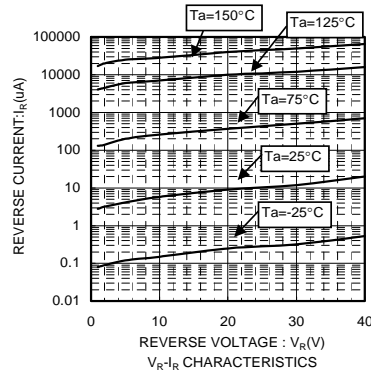 Ta=150°C
Ta=125°C
100000
10000
1000
100
10
1
0.1
0.01
REVERSE CURRENT:IR(uA)
Ta=75°C
Ta=25°C
Ta=-25°C
0 10 20 30 40
REVERSE VOLTAGE : VR(V)
VR-IR CHARACTERISTICS